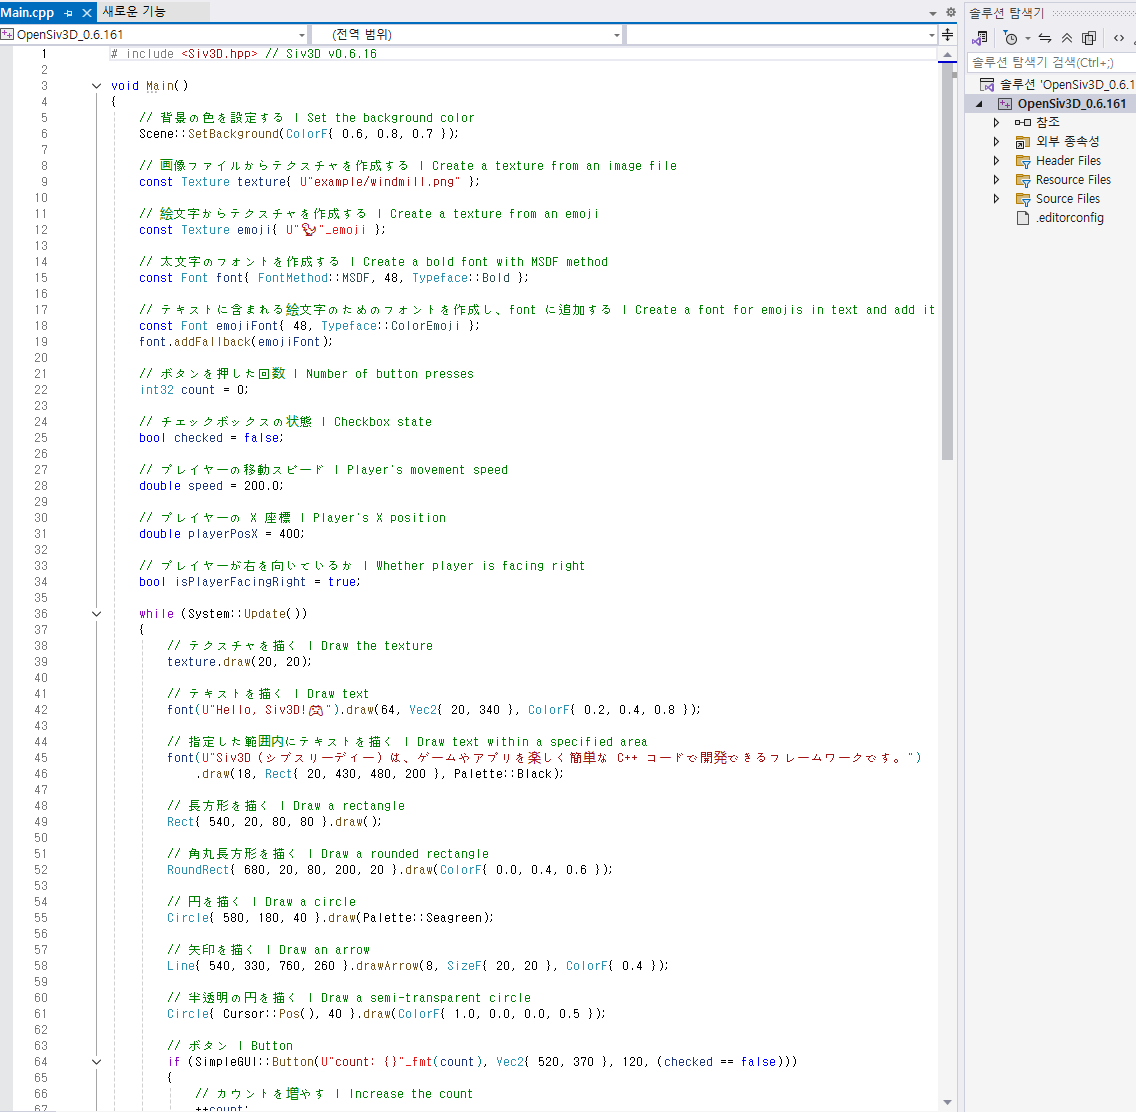 Main.cpp 새로운 기능
OpenSiv3D_0.6.161 (전역 범위)
1 # include <Siv3D.hpp> // Siv3D v0.6.16
2
3 void Main()
4 {
5 // 背景の色を設定する | Set the background color
6 Scene::SetBackground(ColorF{ 0.6, 0.8, 0.7 });
7
8 // 画像ファイルからテクスチャを作成する | Create a texture from an image file
9 const Texture texture{ U"example/windmill.png" };
10
11 // 絵文字からテクスチャを作成する | Create a texture from an emoji
12 const Texture emoji{ U"🦤"_emoji };
13
14 // 太文字のフォントを作成する | Create a bold font with MSDF method
15 const Font font{ FontMethod::MSDF, 48, Typeface::Bold };
16
17 // テキストに含まれる絵文字のためのフォントを作成し、font に追加する | Create a font for emojis in text and add it
18 const Font emojiFont{ 48, Typeface::ColorEmoji };
19 font.addFallback(emojiFont);
20
21 // ボタンを押した回数 | Number of button presses
22 int32 count = 0;
23
24 // チェックボックスの状態 | Checkbox state
25 bool checked = false;
26
27 // プレイヤーの移動スピード | Player's movement speed
28 double speed = 200.0;
29
30 // プレイヤーの X 座標 | Player's X position
31 double playerPosX = 400;
32
33 // プレイヤーが右を向いているか | Whether player is facing right
34 bool isPlayerFacingRight = true;
35
36 while (System::Update())
37 {
38 // テクスチャを描く | Draw the texture
39 texture.draw(20, 20);
40
41 // テキストを描く | Draw text
42 font(U"Hello, Siv3D!🎮").draw(64, Vec2{ 20, 340 }, ColorF{ 0.2, 0.4, 0.8 });
43
44 // 指定した範囲内にテキストを描く | Draw text within a specified area
45 font(U"Siv3D (シブスリーディー) は、ゲームやアプリを楽しく簡単な C++ コードで開発できるフレームワークです。")
46 .draw(18, Rect{ 20, 430, 480, 200 }, Palette::Black);
47
48 // 長方形を描く | Draw a rectangle
49 Rect{ 540, 20, 80, 80 }.draw();
50
51 // 角丸長方形を描く | Draw a rounded rectangle
52 RoundRect{ 680, 20, 80, 200, 20 }.draw(ColorF{ 0.0, 0.4, 0.6 });
53
54 // 円を描く | Draw a circle
55 Circle{ 580, 180, 40 }.draw(Palette::Seagreen);
56
57 // 矢印を描く | Draw an arrow
58 Line{ 540, 330, 760, 260 }.drawArrow(8, SizeF{ 20, 20 }, ColorF{ 0.4 });
59
60 // 半透明の円を描く | Draw a semi-transparent circle
61 Circle{ Cursor::Pos(), 40 }.draw(ColorF{ 1.0, 0.0, 0.0, 0.5 });
62
63 // ボタン | Button
64 if (SimpleGUI::Button(U"count: {}"_fmt(count), Vec2{ 520, 370 }, 120, (checked == false)))
65 {
66 // カウントを増やす | Increase the count
67 ++count;
솔루션 탐색기
솔루션 탐색기 검색(Ctrl+;)
솔루션 'OpenSiv3D_0.6.1
OpenSiv3D_0.6.161
참조
외부 종속성
Header Files
Resource Files
Source Files
.editorconfig